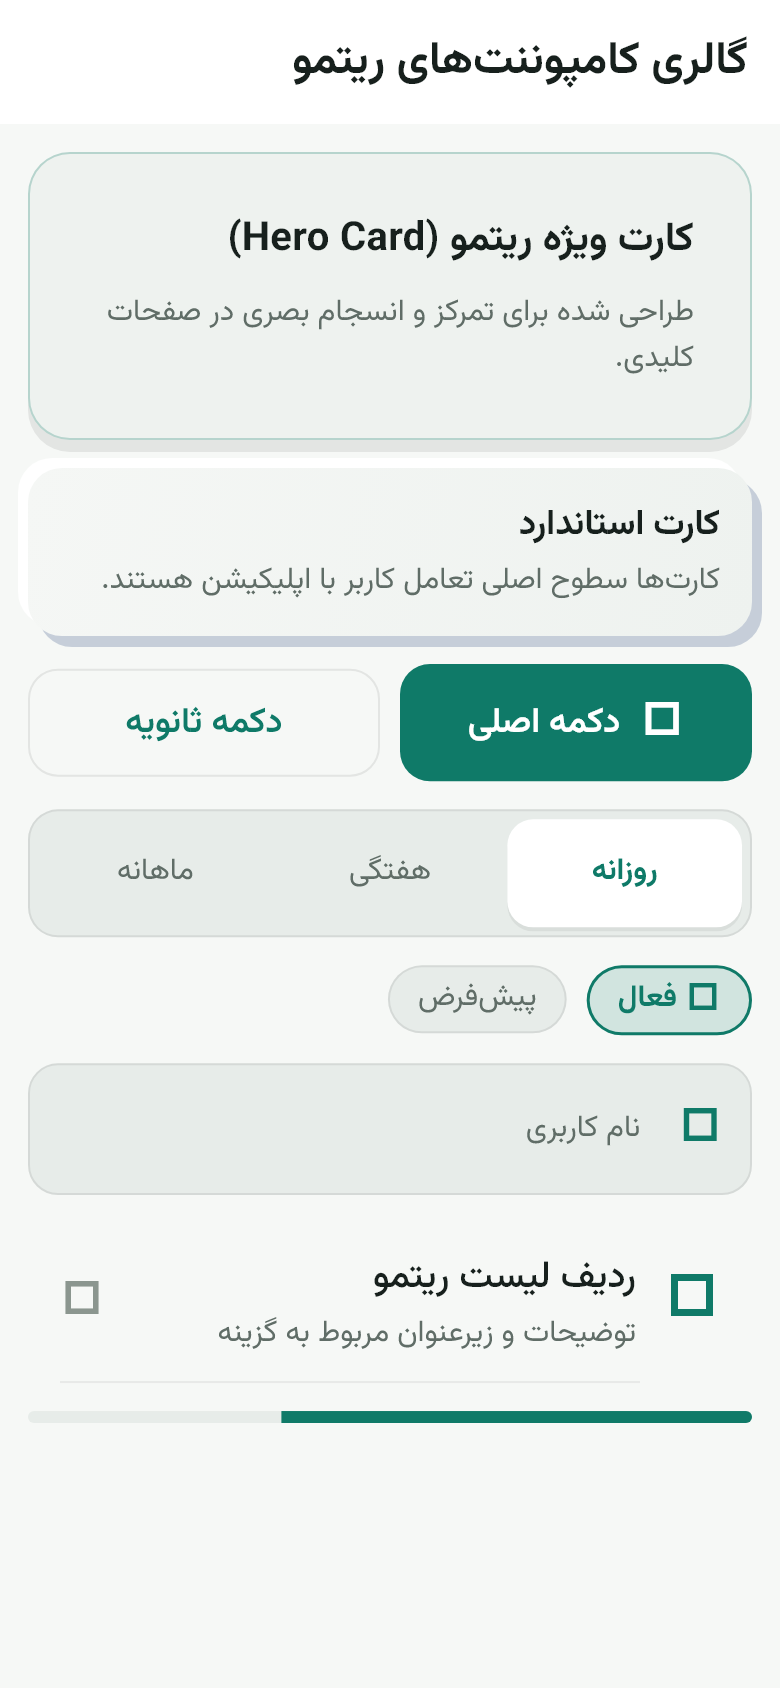 گالری کامپوننت‌های ریتمو
کارت ویژه ریتمو (Hero Card)
طراحی شده برای تمرکز و انسجام بصری در صفحات
کلیدی.
کارت استاندارد
کارت‌ها سطوح اصلی تعامل کاربر با اپلیکیشن هستند.
دکمه اصلی
دکمه ثانویه
روزانه
هفتگی
ماهانه
فعال
پیش‌فرض
نام کاربری
ردیف لیست ریتمو
توضیحات و زیرعنوان مربوط به گزینه